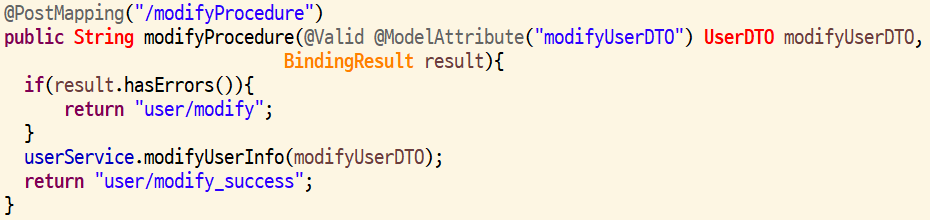 @PostMapping("/modifyProcedure")
public String modifyProcedure(@Valid @ModelAttribute("modifyUserDTO") UserDTO modifyUserDTO,
BindingResult result){
if(result.hasErrors()){
return "user/modify";
}
userService.modifyUserInfo(modifyUserDTO);
return "user/modify_success";
}